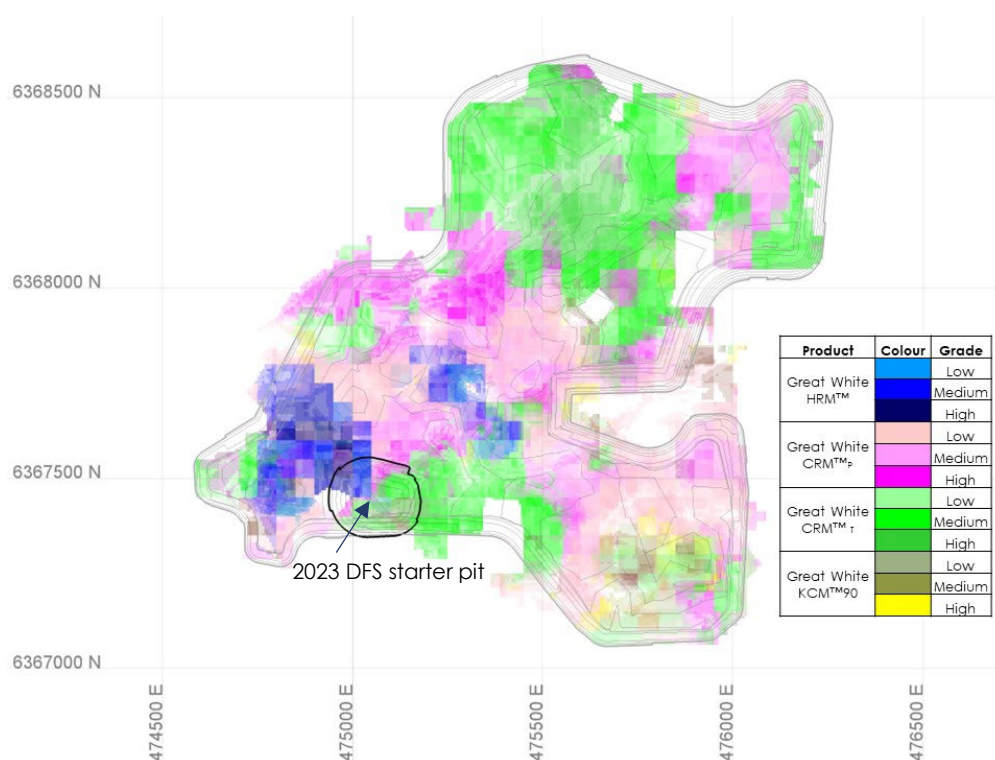 6368500 N
6368000 N
6367500 N
6367000 N
2023 DFS starter pit
474500 E
475000 E
475500 E
476000 E
476500 E
Product Colour Grade
Great White HRM™
Low
Medium
High
Great White CRM™P
Low
Medium
High
Great White CRM™ T
Low
Medium
High
Great White KCM™90
Low
Medium
High